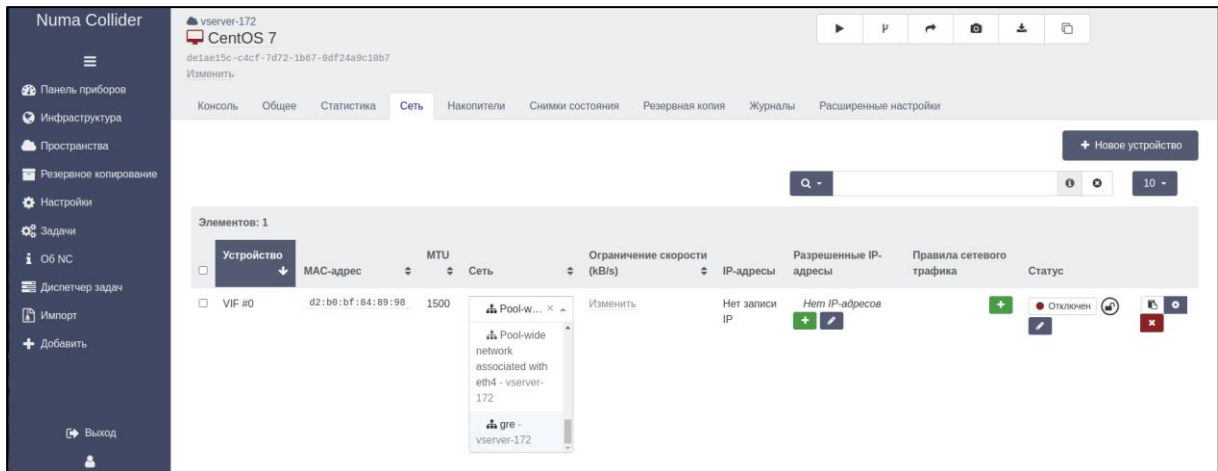 Numa Collider
Панель приборов
Инфраструктура
Пространства
Резервное копирование
Настройки
Задачи
Об NC
Диспетчер задач
Импорт
Добавить
Выход
vserver-172
CentOS 7
de1ae15c-c4cf-7d72-1b67-0df24a9c10b7
Изменить
Консоль Общее Статистика Сеть Накопители Снимки состояния Резервная копия Журналы Расширенные настройки
+ Новое устройство
10
Элементов: 1
Устройство MAC-адрес MTU Сеть Ограничение скорости (kB/s) IP-адресы Разрешенные IP-адресы Правила сетевого трафика Статус
VIF #0 d2:b0:bf:84:89:98 1500 Pool-w... × Изменить Нет записи IP Нет IP-адресов Отключен
Pool-wide
network
associated with
eth4 - vserver-
172
gre -
vserver-172